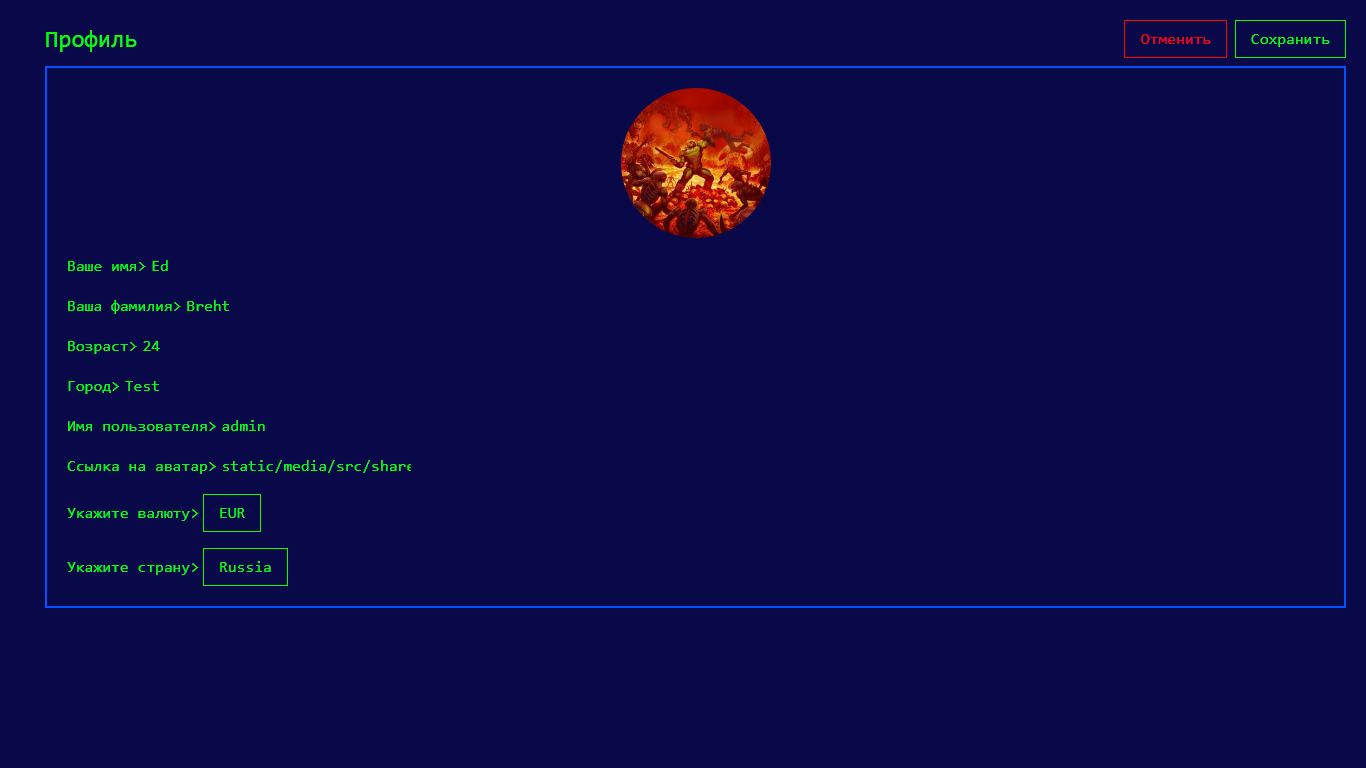 Профиль
Отменить
Сохранить
Ваше имя> Ed
Ваша фамилия> Breht
Возраст> 24
Город> Test
Имя пользователя> admin
Ссылка на аватар> static/media/src/share
Укажите валюту> EUR
Укажите страну> Russia